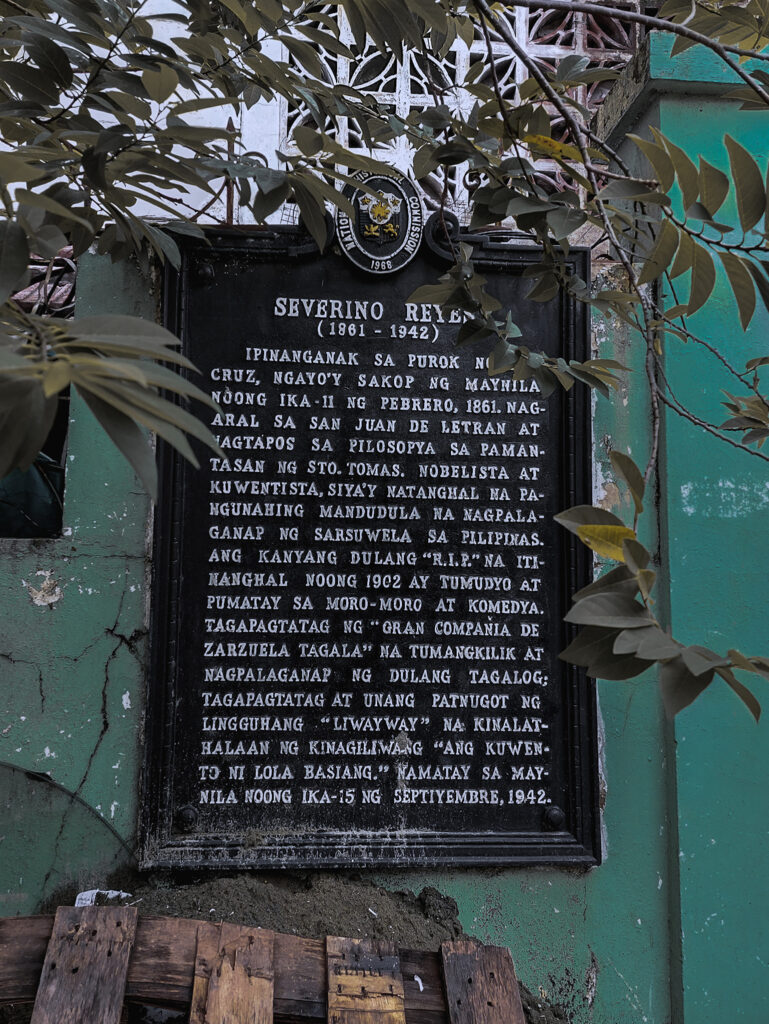 COMMISSION
1968
SEVERINO REYES
(1861 - 1942)
IPINANGANAK SA PUROK
CRUZ, NGAYO'Y SAKOP NG MAYNILA
NOONG IKA-11 NG PEBRERO, 1861. NAG-
ARAL SA SAN JUAN DE LETRAN AT
NAGTAPOS SA PILOSOPYA SA PAMAN-
TASAN NG STO. TOMAS. NOBELISTA AT
KUWENTISTA, SIYA'Y NATANGHAL NA PA-
NGUNAHING MANDUDULA NA NAGPALA-
GANAP NG SARSUWELA SA PILIPINAS.
ANG KANYANG DULANG "R.I.P." NA ITI-
NANGHAL NOONG 1902 AY TUMUDYO AT
PUMATAY SA MORO-MORO AT KOMEDYA.
TAGAPAGTATAG NG "GRAN COMPAÑIA DE
ZARZUELA TAGALA" NA TUMANGKILIK AT
NAGPALAGANAP NG DULANG TAGALOG;
TAGAPAGTATAG AT UNANG PATNUGOT NG
LINGGUHANG "LIWAYWAY" NA KINALAT-
HALAAN NG KINAGILIWANG "ANG KUWEN-
TO NI LOLA BASIANG." NAMATAY SA MAY-
NILA NOONG IKA-15 NG SEPTIYEMBRE, 1942.